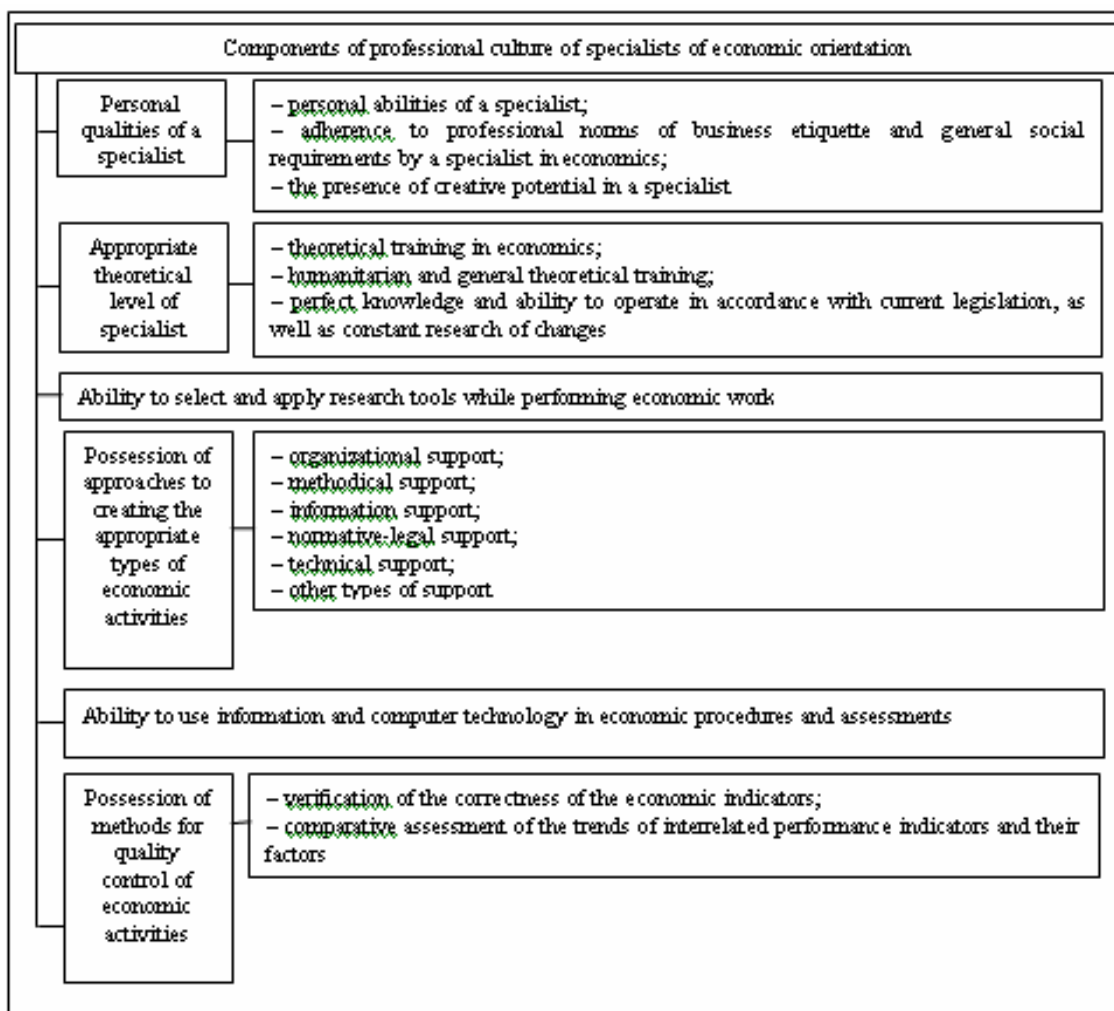 Components of professional culture of specialists of economic orientation
Personal
qualities of a
specialist
– personal abilities of a specialist;
– adherence to professional norms of business etiquette and general social
requirements by a specialist in economics;
– the presence of creative potential in a specialist
Appropriate
theoretical
level of
specialist
– theoretical training in economics;
– humanitarian and general theoretical training;
– perfect knowledge and ability to operate in accordance with current legislation, as
well as constant research of changes
Ability to select and apply research tools while performing economic work
Possession of
approaches to
creating the
appropriate
types of
economic
activities
– organizational support;
– methodical support;
– information support;
– normative-legal support;
– technical support;
– other types of support
Ability to use information and computer technology in economic procedures and assessments
Possession of
methods for
quality
control of
economic
activities
– verification of the correctness of the economic indicators;
– comparative assessment of the trends of interrelated performance indicators and their
factors